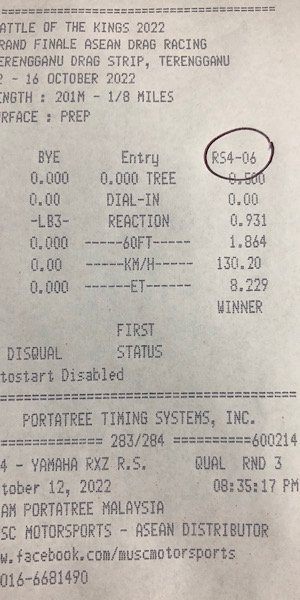 ATTLE OF THE KINGS 2022
RAND FINALE ASEAN DRAG RACING
ERENGGANU DRAG STRIP, TERENGGANU
2 - 16 OCTOBER 2022
ENGTH : 201M - 1/8 MILES
URFACE : PREP
BYE Entry RS4-06
0.000 0.000 TREE 0.500
0.00 DIAL-IN 0.00
-LB3- REACTION 0.931
0.000 -----60FT----- 1.864
0.00 -----KM/H----- 130.20
0.000 ------ET------ 8.229
WINNER
FIRST
DISQUAL STATUS
tostart Disabled
PORTATREE TIMING SYSTEMS, INC.
============ 283/284 ==========600214
4 - YAMAHA RXZ R.S. QUAL RND 3
tober 12, 2022 08:35:17 PM
AM PORTATREE MALAYSIA
SC MOTORSPORTS - ASEAN DISTRIBUTOR
w.facebook.com/muscmotorsports
016-6681490